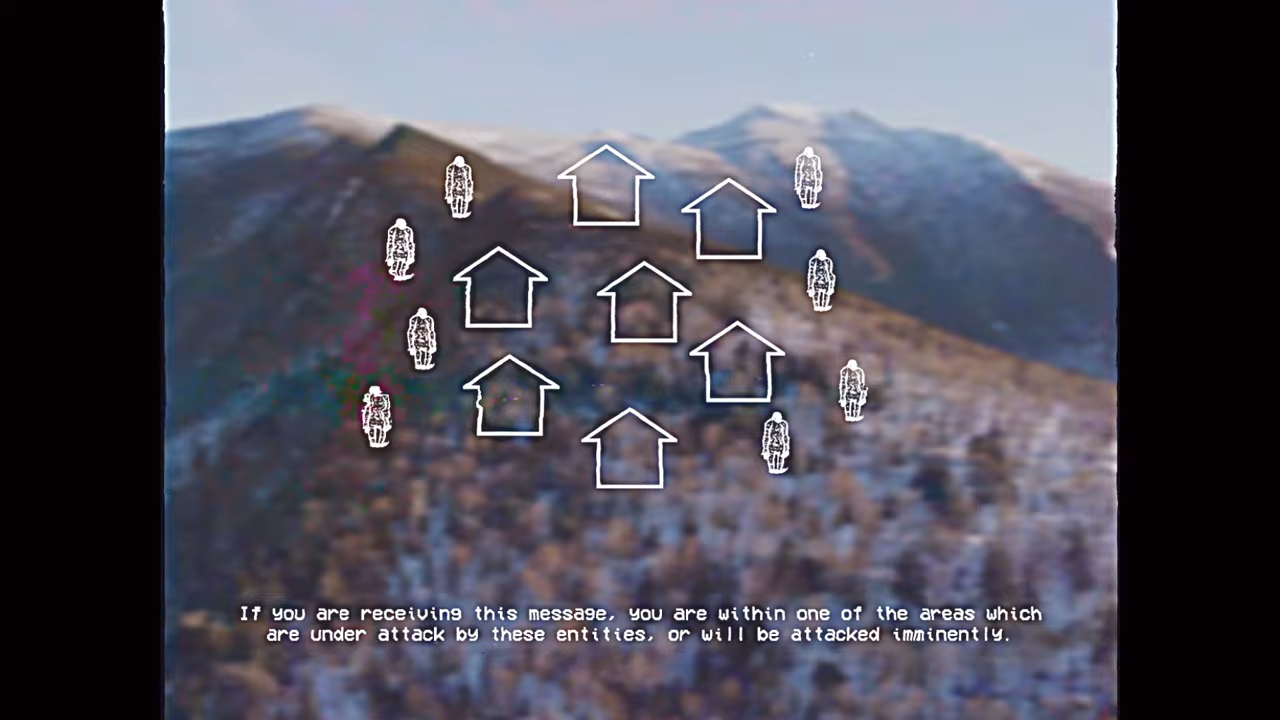 If you are receiving this message, you are within one of the areas which
are under attack by these entities, or will be attacked imminently.